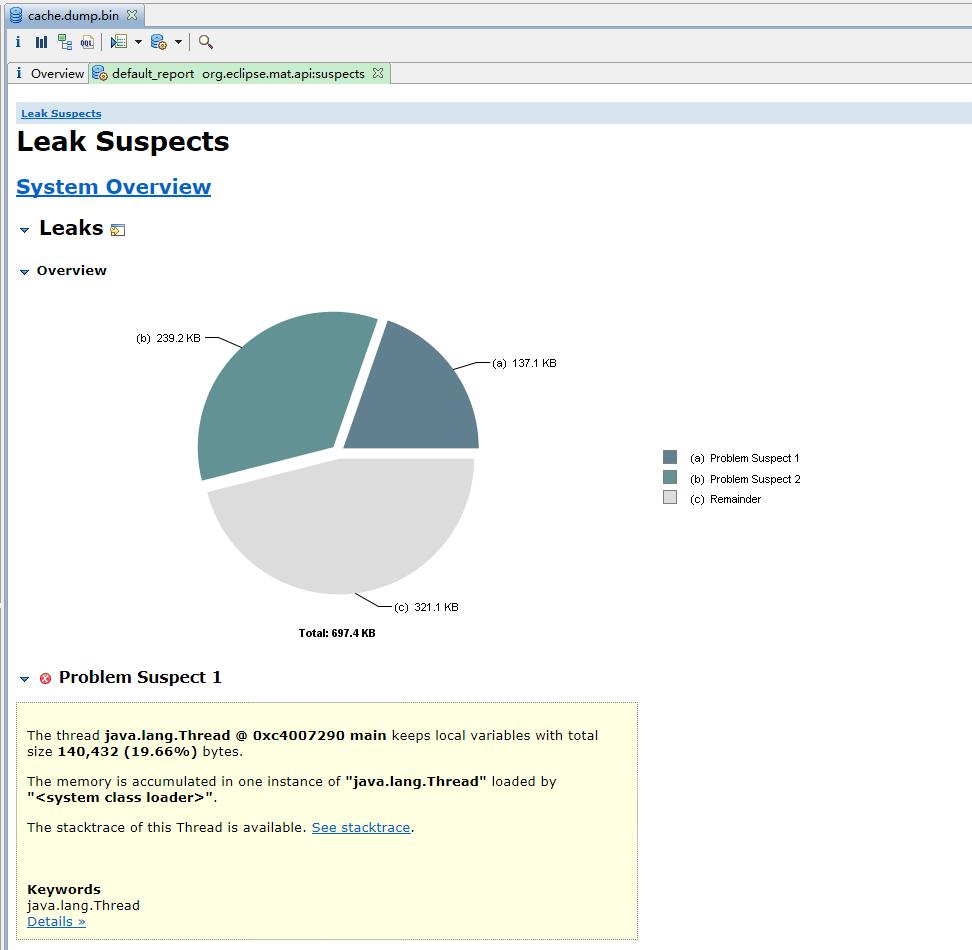 cache.dump.bin
i
OQL
i Overview default_report org.eclipse.mat.api:suspects
Leak Suspects
Leak Suspects
System Overview
Leaks
Overview
(b) 239.2 KB
(a) 137.1 KB
(a) Problem Suspect 1
(b) Problem Suspect 2
(c) Remainder
(c) 321.1 KB
Total: 697.4 KB
Problem Suspect 1
The thread java.lang.Thread @ 0xc4007290 main keeps local variables with total
size 140,432 (19.66%) bytes.
The memory is accumulated in one instance of "java.lang.Thread" loaded by
"<system class loader>".
The stacktrace of this Thread is available. See stacktrace.
Keywords
java.lang.Thread
Details »